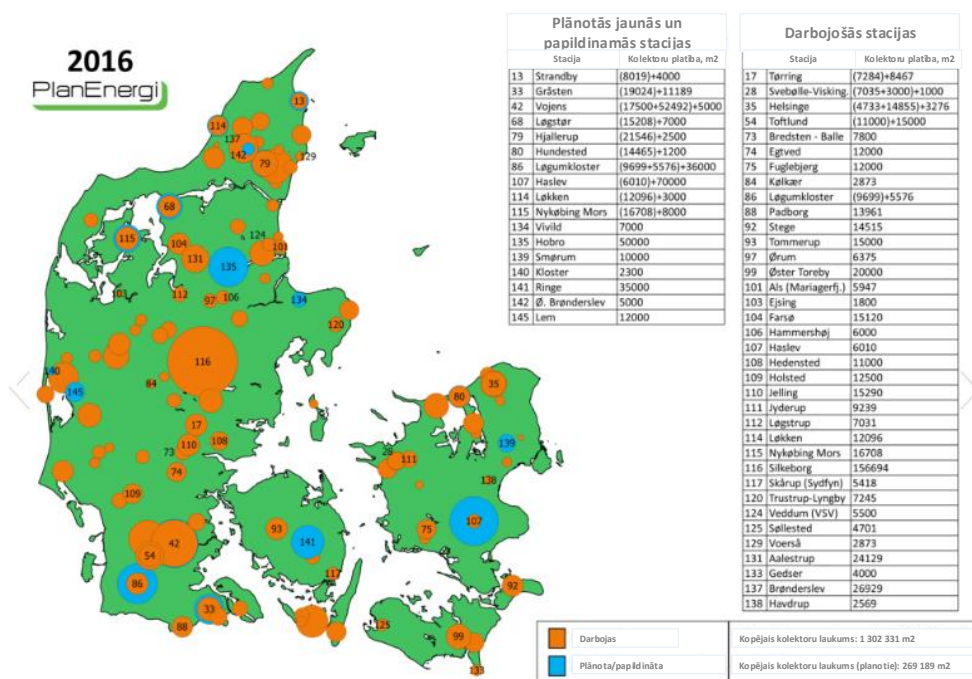 2016
PlanEnergi
Plānotās jaunās un
papildinamās stacijas
Stacija Kolektoru platība, m2
13 Strandby (8019)+4000
33 Gråsten (19024)+11189
42 Vojens (17500+52492)+5000
68 Løgstør (15208)+7000
79 Hjallerup (21546)+2500
80 Hundested (14465)+1200
86 Løgumkloster (9699+5576)+36000
107 Haslev (6010)+70000
114 Løkken (12096)+3000
115 Nykøbing Mors (16708)+8000
134 Vivild 7000
135 Hobro 50000
139 Smørum 10000
140 Kloster 2300
141 Ringe 35000
142 Ø. Brønderslev 5000
145 Lem 12000
Darbojošās stacijas
Stacija Kolektoru platība, m2
17 Tørring (7284)+8467
28 Svebølle-Visking. (7035+3000)+1000
35 Helsinge (4733+14855)+3276
54 Toftlund (11000)+15000
73 Bredsten - Balle 7800
74 Egtved 12000
75 Fuglebjerg 12000
84 Kølkær 2873
86 Løgumkloster (9699)+5576
88 Padborg 13961
92 Stege 14515
93 Tommerup 15000
97 Ørum 6375
99 Øster Toreby 20000
101 Als (Mariagerfj.) 5947
103 Ejsing 1800
104 Farsø 15120
106 Hammershøj 6000
107 Haslev 6010
108 Hedensted 11000
109 Holsted 12500
110 Jelling 15290
111 Jyderup 9239
112 Løgstrup 7031
114 Løkken 12096
115 Nykøbing Mors 16708
116 Silkeborg 156694
117 Skårup (Sydfyn) 5418
120 Trustrup-Lyngby 7245
124 Veddum (VSV) 5500
125 Søllested 4701
129 Voerså 2873
131 Aalestrup 24129
133 Gedser 4000
137 Brønderslev 26929
138 Havdrup 2569
13
114
137
142
129
79
68
115
124
104
101
131
135
103
112
97
106
134
120
116
140
84
145
35
80
17
139
108
110
73
28
111
74
138
109
107
93
75
42
141
54
117
86
92
33
88
125
99
133
Darbojas
Kopējais kolektoru laukums: 1 302 331 m2
Plānota/papildināta
Kopējais kolektoru laukums (planotie): 269 189 m2